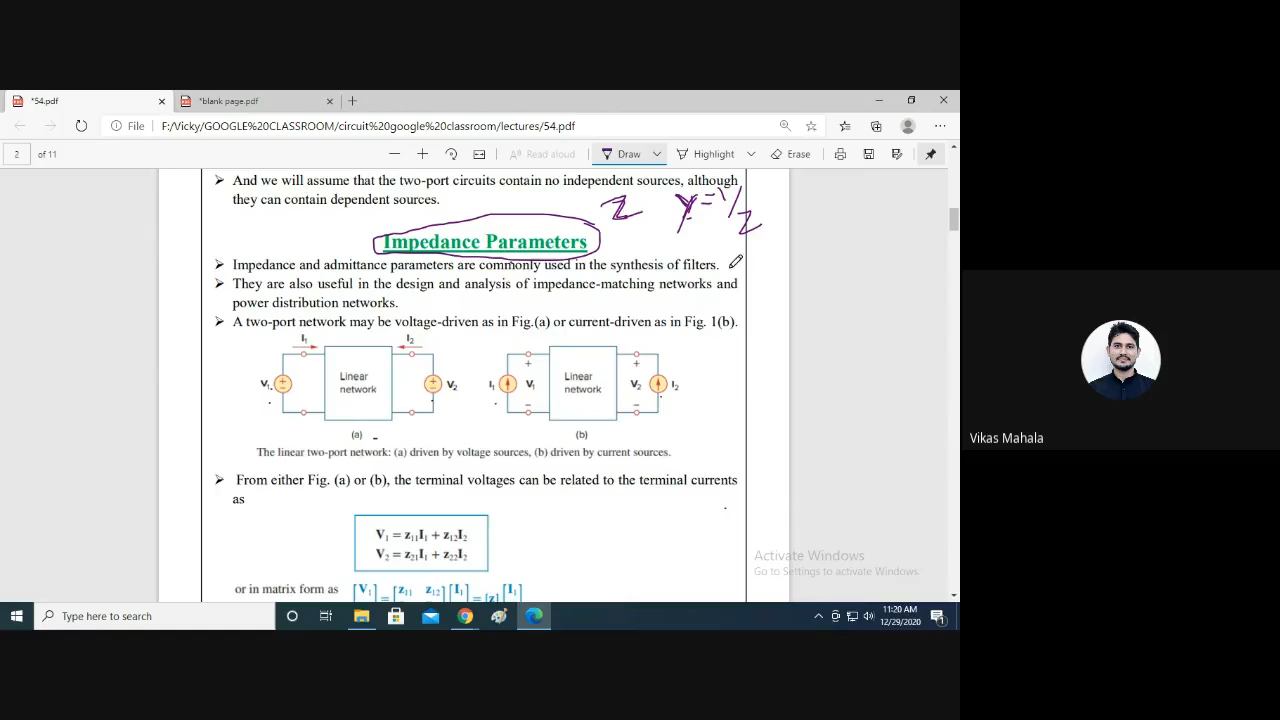 *54.pdf
*blank page.pdf
File F:/Vicky/GOOGLE%20CLASSROOM/circuit%20google%20classroom/lectures/54.pdf
2 of 11 Read aloud Draw Highlight Erase
➢ And we will assume that the two-port circuits contain no independent sources, although
they can contain dependent sources.
Z Y=1/Z
Impedance Parameters
➢ Impedance and admittance parameters are commonly used in the synthesis of filters.
➢ They are also useful in the design and analysis of impedance-matching networks and
power distribution networks.
➢ A two-port network may be voltage-driven as in Fig.(a) or current-driven as in Fig. 1(b).
I₁ I₂
V₁ + − Linear network + − V₂
(a)
I₁ + V₁ − Linear network + V₂ − I₂
(b)
The linear two-port network: (a) driven by voltage sources, (b) driven by current sources.
➢ From either Fig. (a) or (b), the terminal voltages can be related to the terminal currents
as
V₁ = z₁₁I₁ + z₁₂I₂
V₂ = z₂₁I₁ + z₂₂I₂
or in matrix form as [V₁] = [z₁₁ z₁₂] [I₁] = [z] [I₁]
Activate Windows
Go to Settings to activate Windows.
Vikas Mahala
Type here to search
11:20 AM
12/29/2020
1